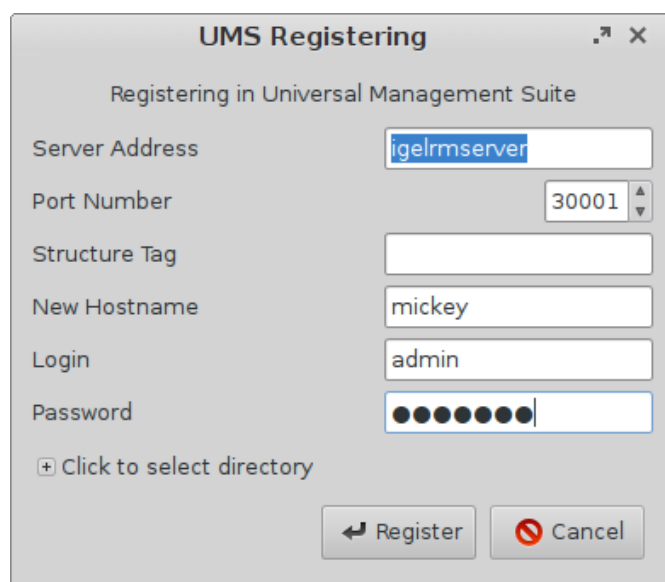 UMS Registering
Registering in Universal Management Suite
Server Address igelrmserver
Port Number 30001
Structure Tag
New Hostname mickey
Login admin
Password ●●●●●●●
Click to select directory
Register Cancel